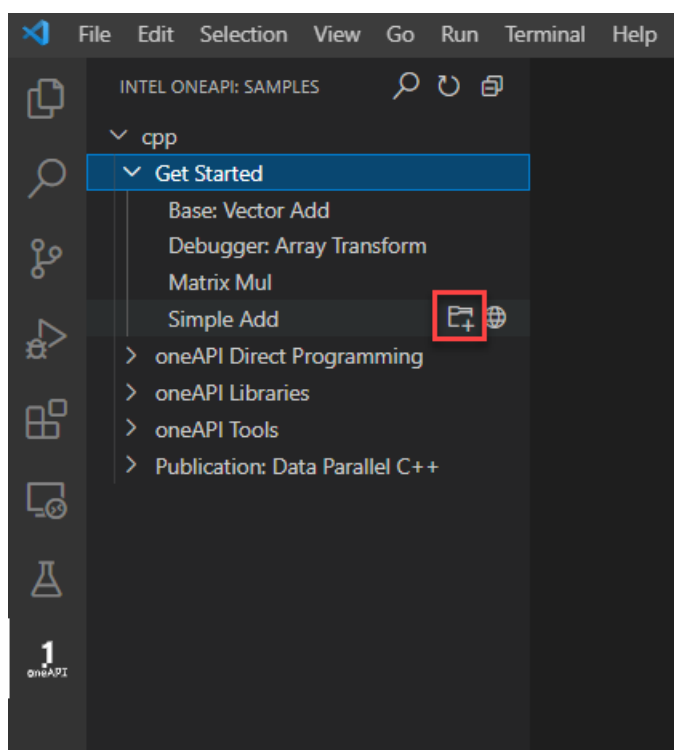 File Edit Selection View Go Run Terminal Help
INTEL ONEAPI: SAMPLES
cpp
Get Started
Base: Vector Add
Debugger: Array Transform
Matrix Mul
Simple Add
oneAPI Direct Programming
oneAPI Libraries
oneAPI Tools
Publication: Data Parallel C++
1
oneAPI